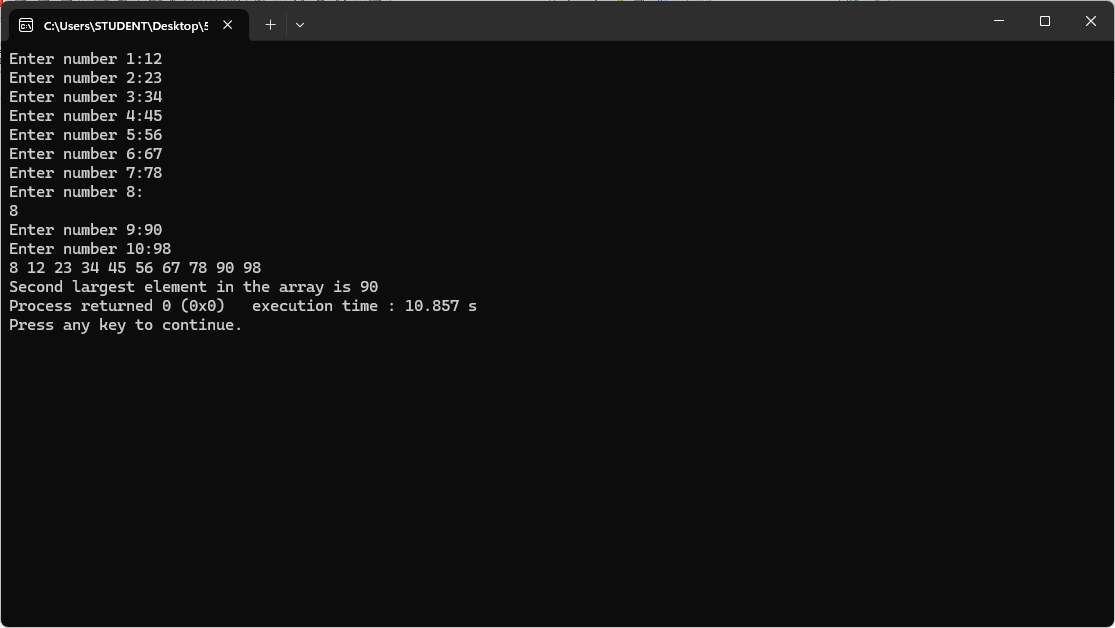 C:\Users\STUDENT\Desktop\5
Enter number 1:12
Enter number 2:23
Enter number 3:34
Enter number 4:45
Enter number 5:56
Enter number 6:67
Enter number 7:78
Enter number 8:
8
Enter number 9:90
Enter number 10:98
8 12 23 34 45 56 67 78 90 98
Second largest element in the array is 90
Process returned 0 (0x0)   execution time : 10.857 s
Press any key to continue.